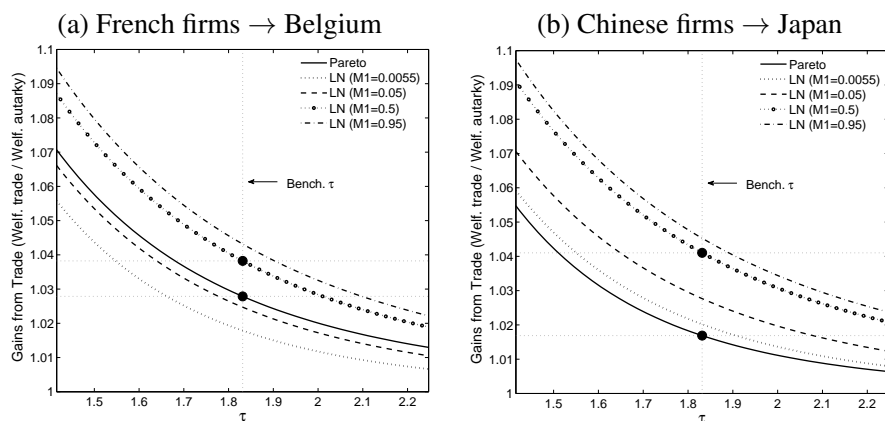 (a) French firms → Belgium
Gains from Trade (Welf. trade / Welf. autarky)
1.1
1.09
1.08
1.07
1.06
1.05
1.04
1.03
1.02
1.01
1
Pareto
LN (M1=0.0055)
LN (M1=0.05)
LN (M1=0.5)
LN (M1=0.95)
Bench. τ
1.5 1.6 1.7 1.8 1.9 2 2.1 2.2
τ
(b) Chinese firms → Japan
Gains from Trade (Welf. trade / Welf. autarky)
1.1
1.09
1.08
1.07
1.06
1.05
1.04
1.03
1.02
1.01
1
Pareto
LN (M1=0.0055)
LN (M1=0.05)
LN (M1=0.5)
LN (M1=0.95)
Bench. τ
1.5 1.6 1.7 1.8 1.9 2 2.1 2.2
τ